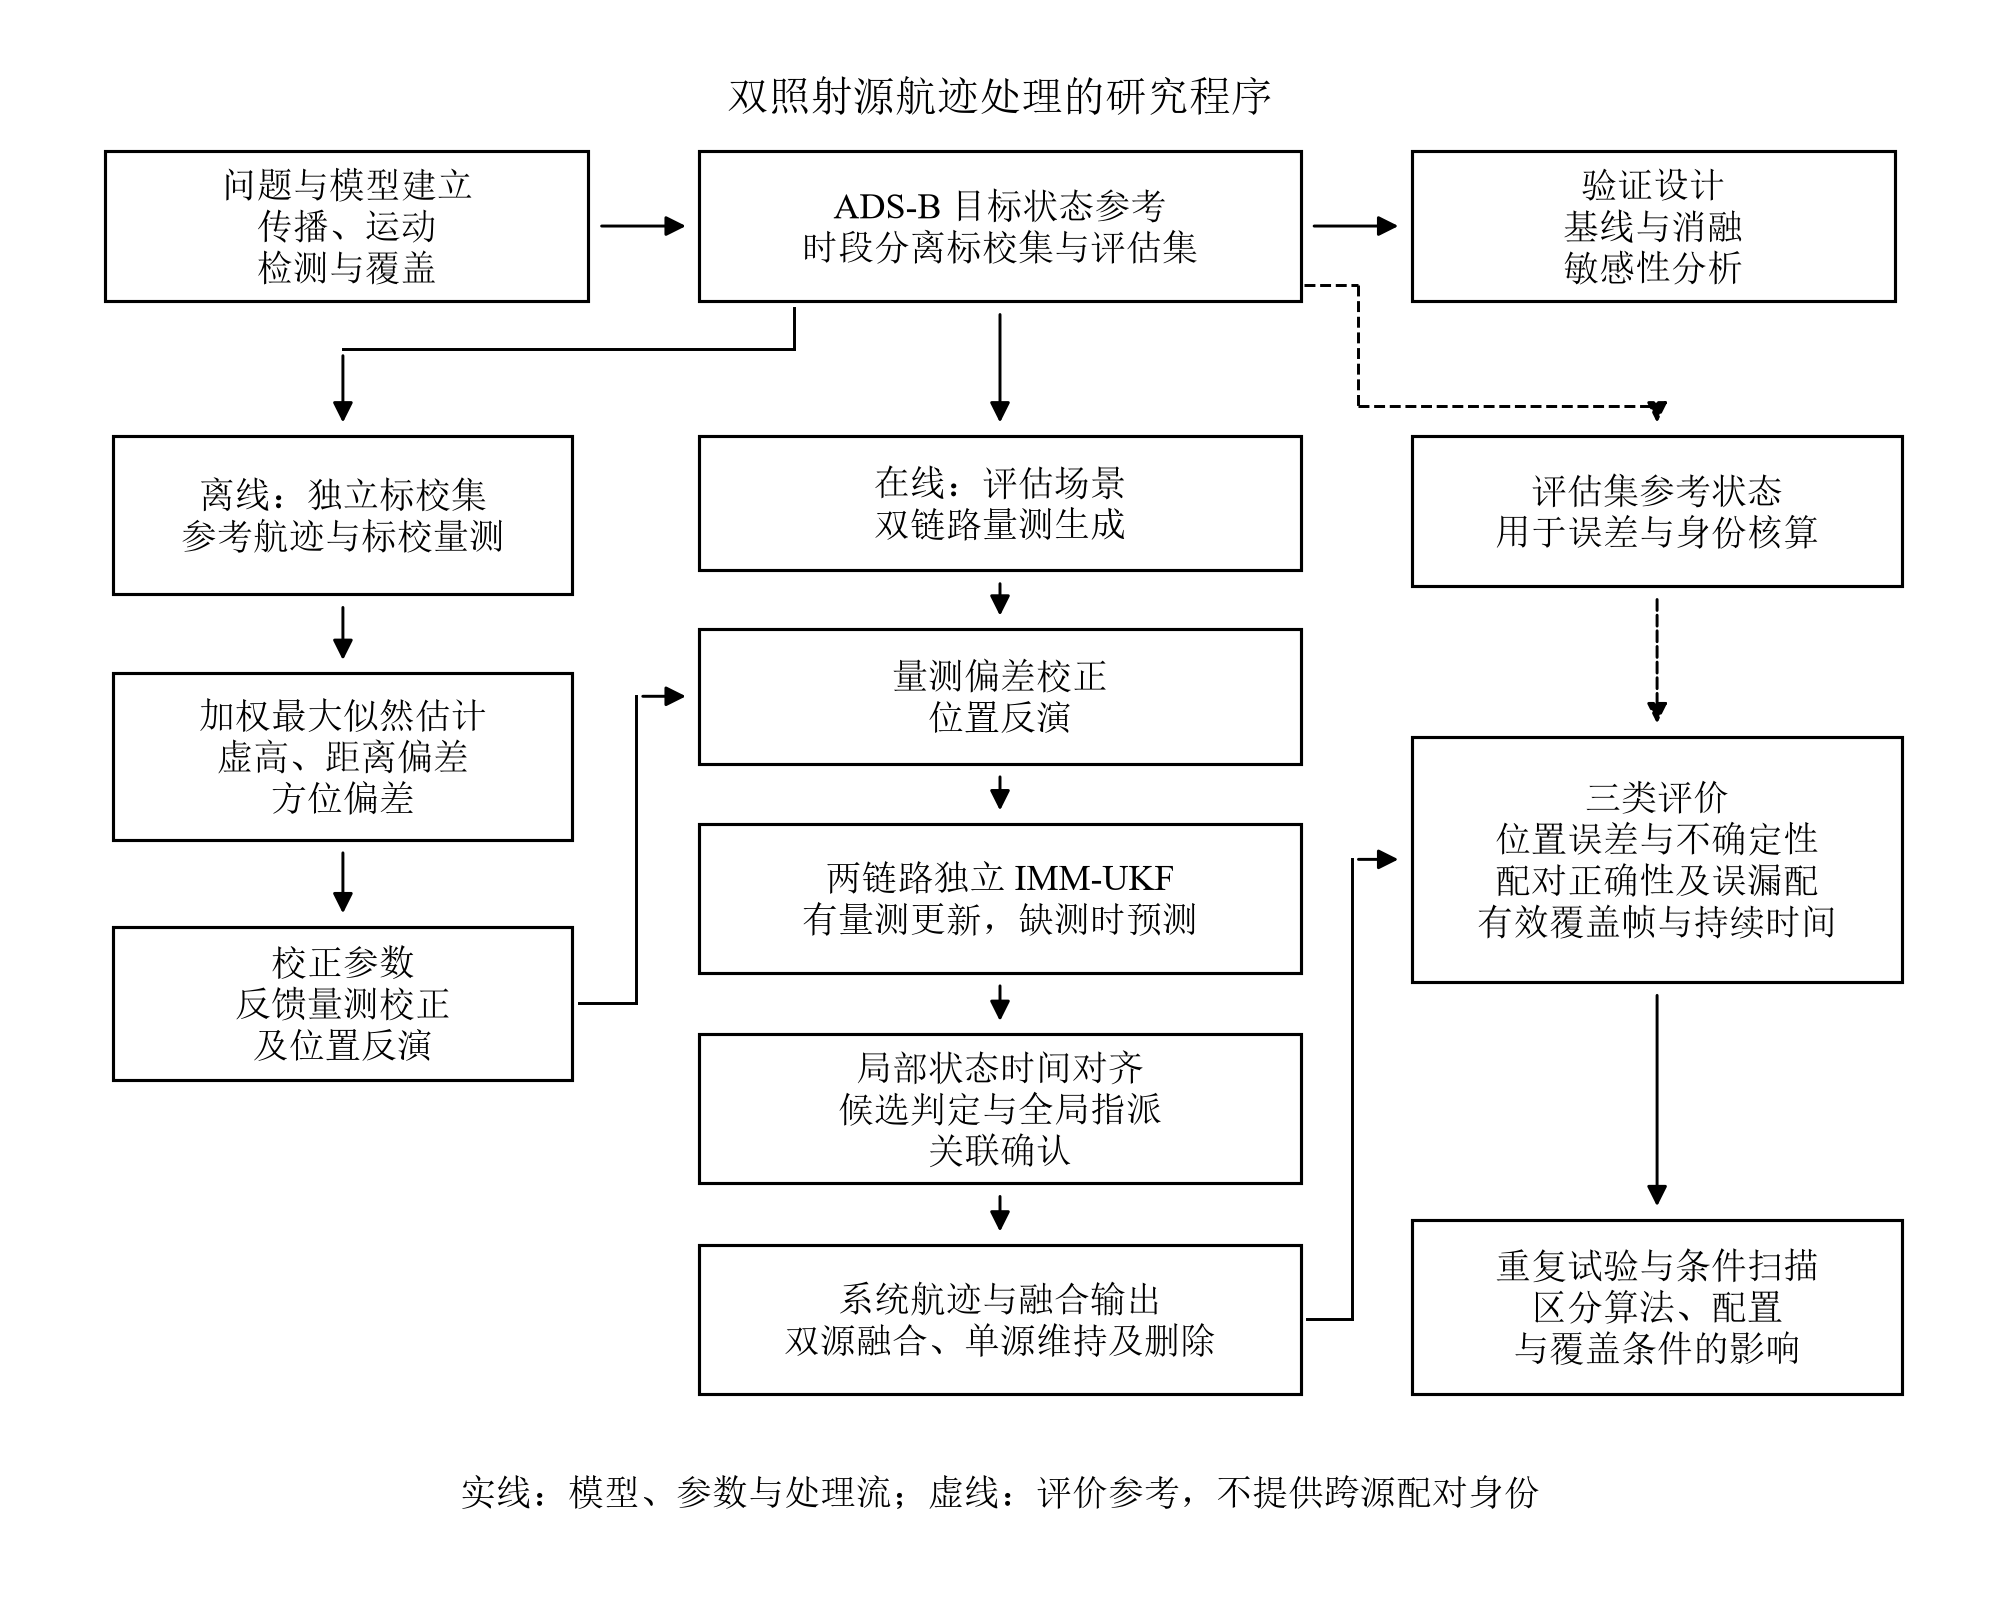 双照射源航迹处理的研究程序
问题与模型建立
传播、运动
检测与覆盖
ADS-B 目标状态参考
时段分离标校集与评估集
验证设计
基线与消融
敏感性分析
离线：独立标校集
参考航迹与标校量测
在线：评估场景
双链路量测生成
评估集参考状态
用于误差与身份核算
加权最大似然估计
虚高、距离偏差
方位偏差
量测偏差校正
位置反演
三类评价
位置误差与不确定性
配对正确性及误漏配
有效覆盖帧与持续时间
两链路独立 IMM-UKF
有量测更新，缺测时预测
校正参数
反馈量测校正
及位置反演
局部状态时间对齐
候选判定与全局指派
关联确认
系统航迹与融合输出
双源融合、单源维持及删除
重复试验与条件扫描
区分算法、配置
与覆盖条件的影响
实线：模型、参数与处理流；虚线：评价参考，不提供跨源配对身份